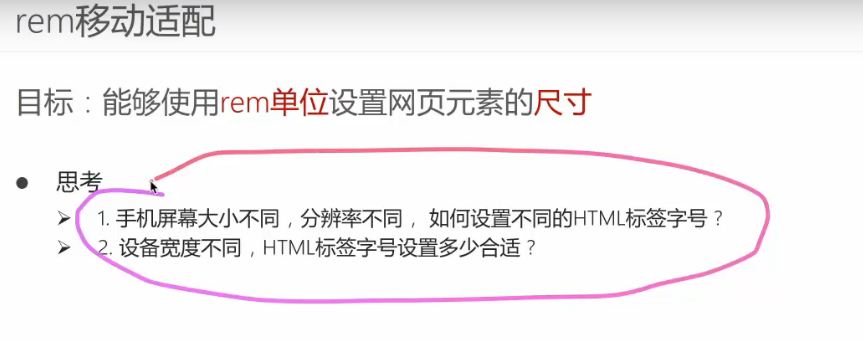 rem移动适配
目标：能够使用rem单位设置网页元素的尺寸
思考
1. 手机屏幕大小不同，分辨率不同， 如何设置不同的HTML标签字号？
2. 设备宽度不同，HTML标签字号设置多少合适？